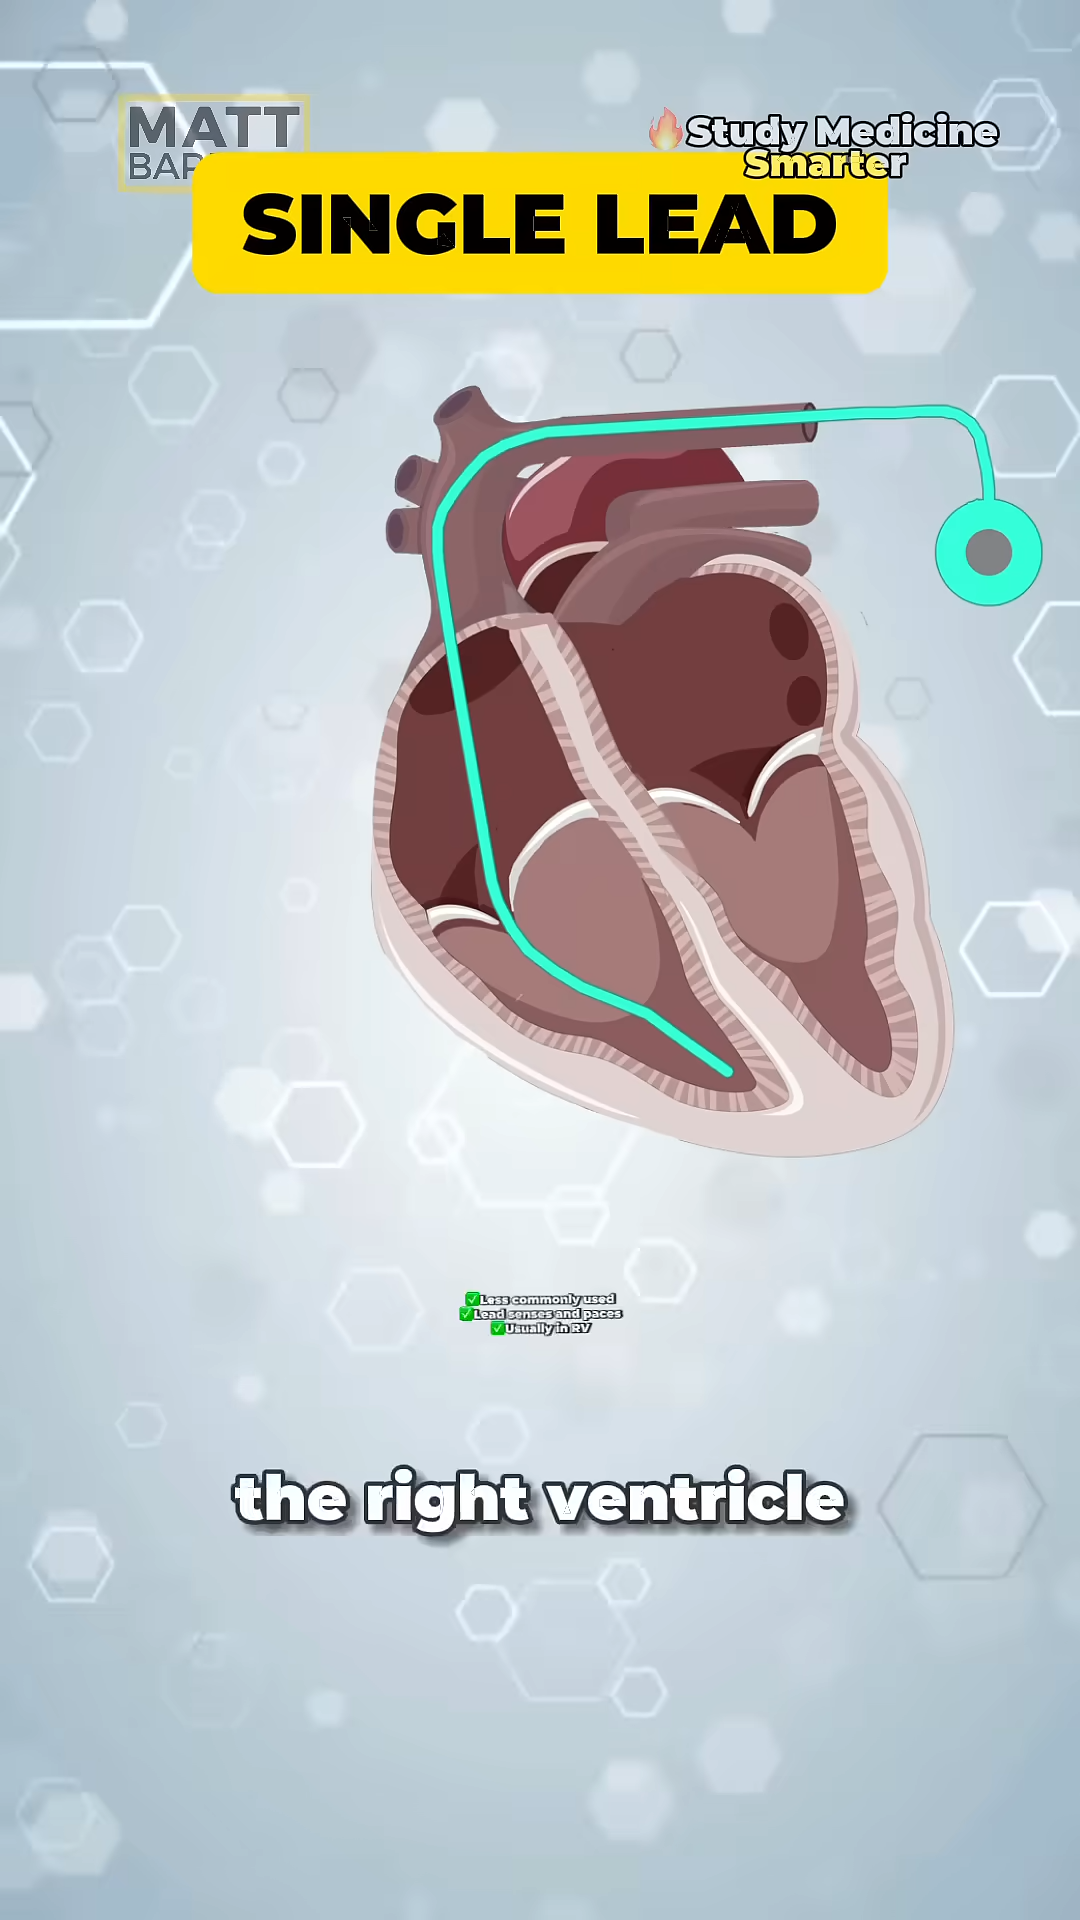 MATT
🔥Study Medicine
Smarter
SINGLE LEAD
✅Less commonly used
✅Lead senses and paces
✅Usually in RV
the right ventricle